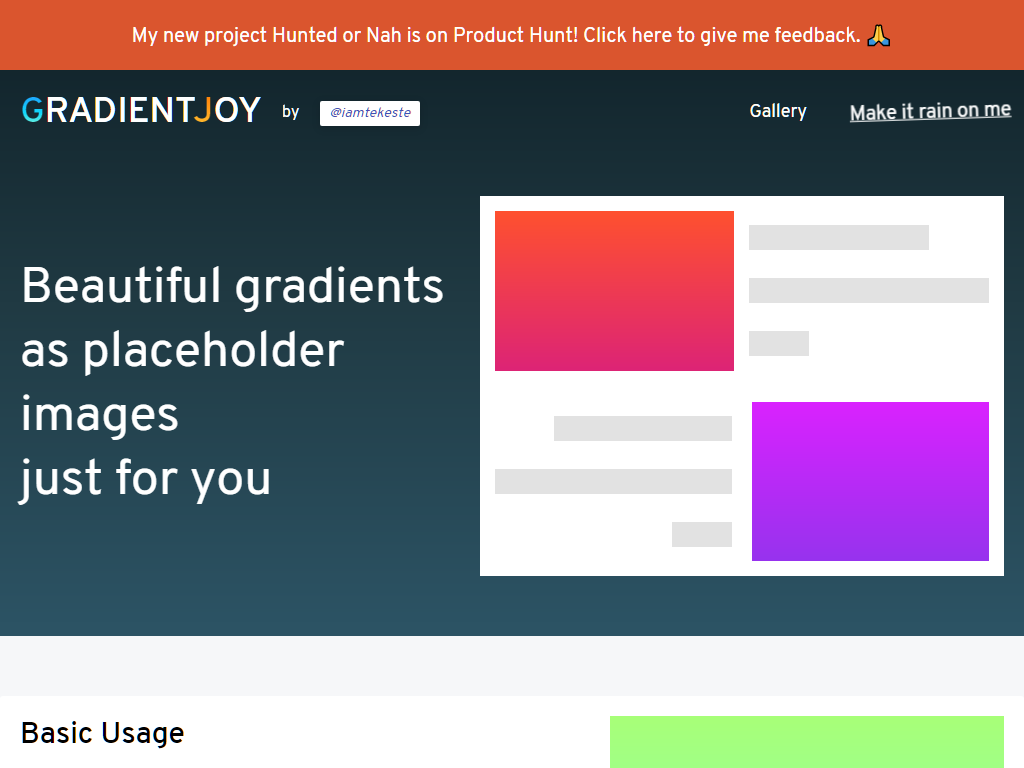 My new project Hunted or Nah is on Product Hunt! Click here to give me feedback. 🙏
GRADIENTJOY by @iamtekeste Gallery Make it rain on me
Beautiful gradients
as placeholder
images
just for you
Basic Usage